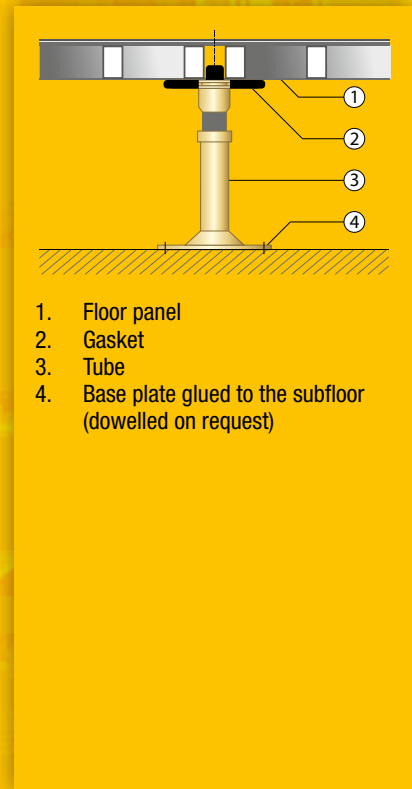 1
2
3
4
1. Floor panel
2. Gasket
3. Tube
4. Base plate glued to the subfloor
(dowelled on request)